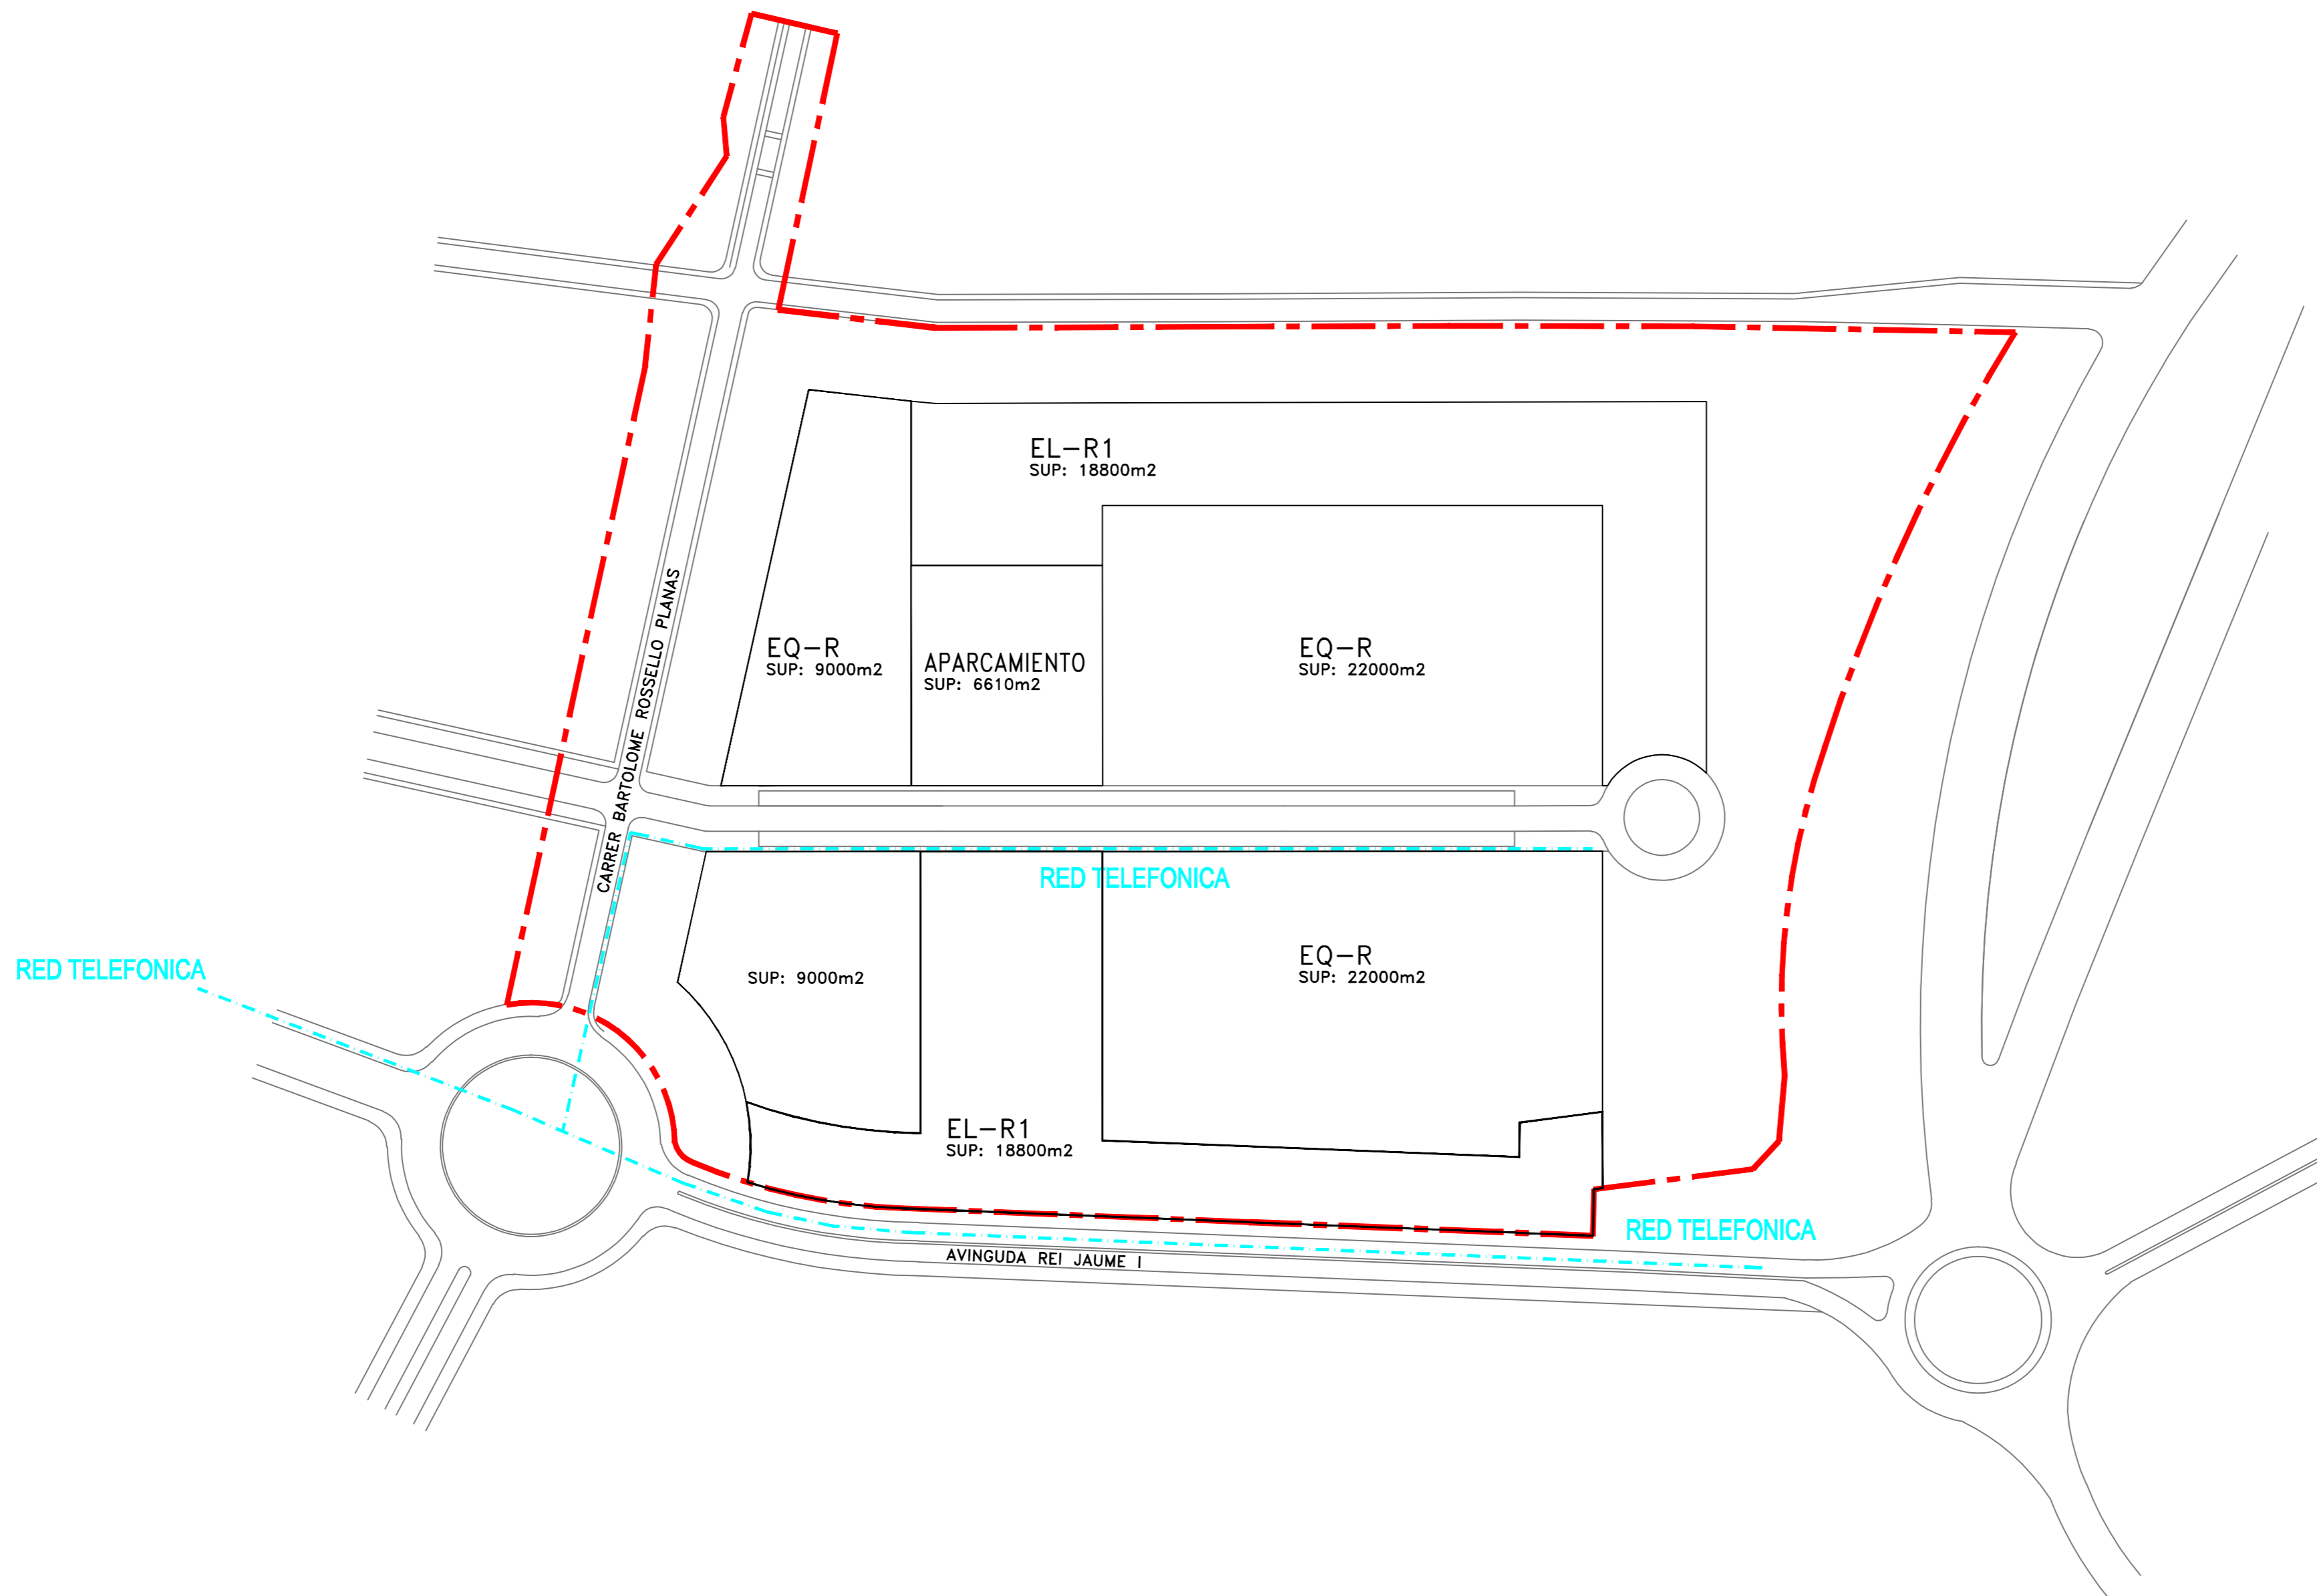 EL-R1
SUP: 18800m2
EQ-R
SUP: 9000m2
APARCAMIENTO
SUP: 6610m2
EQ-R
SUP: 22000m2
CARRER BARTOLOME ROSSELLO PLANAS
RED TELEFONICA
RED TELEFONICA
SUP: 9000m2
EQ-R
SUP: 22000m2
EL-R1
SUP: 18800m2
RED TELEFONICA
AVINGUDA REI JAUME I